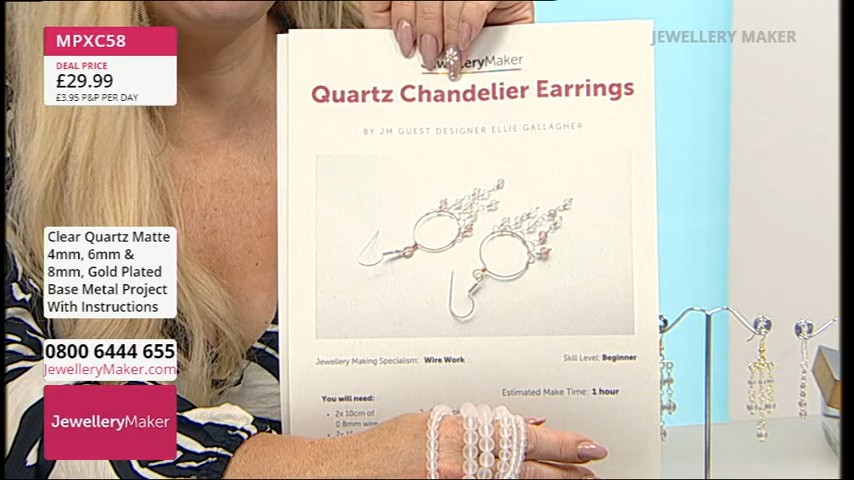 MPXC58
DEAL PRICE
£29.99
£3.95 P&P PER DAY
JEWELLERY MAKER
JewelleryMaker
Quartz Chandelier Earrings
BY JM GUEST DESIGNER ELLIE GALLAGHER
Clear Quartz Matte
4mm, 6mm &
8mm, Gold Plated
Base Metal Project
With Instructions
0800 6444 655
JewelleryMaker.com
JewelleryMaker
Jewellery Making Specialism: Wire Work
Skill Level: Beginner
Estimated Make Time: 1 hour
You will need:
2x 10cm of
0.8mm wire